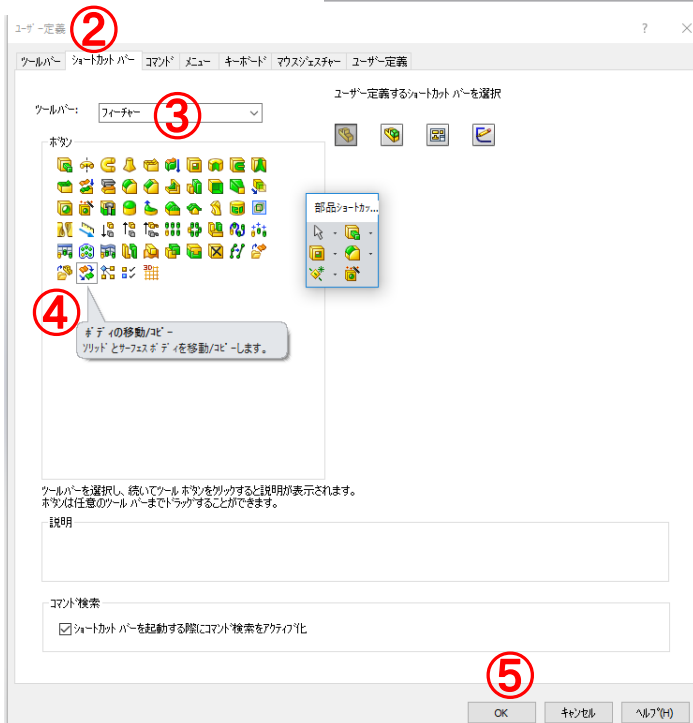 ユーザー定義
②
?
ツールバー ショートカット バー コマンド メニュー キーボード マウスジェスチャー ユーザー定義
ツールバー:
フィーチャー
③
ユーザー定義するショートカット バーを選択
ボタン
部品ショートカッ...
3D
④
ボディの移動/コピー
ソリッドとサーフェス ボディを移動/コピーします。
ツールバーを選択し、続いてツール ボタンをクリックすると説明が表示されます。
ボタンは任意のツール バーまでドラッグすることができます。
説明
コマンド検索
ショートカット バーを起動する際にコマンド検索をアクティブ化
⑤
OK キャンセル ヘルプ(H)